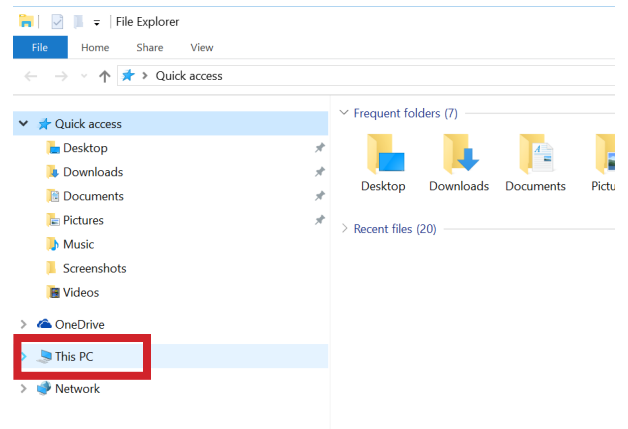 File Explorer
File Home Share View
Quick access
Quick access
Desktop
Downloads
Documents
Pictures
Music
Screenshots
Videos
OneDrive
This PC
Network
Frequent folders (7)
Desktop Downloads Documents Pictu
Recent files (20)